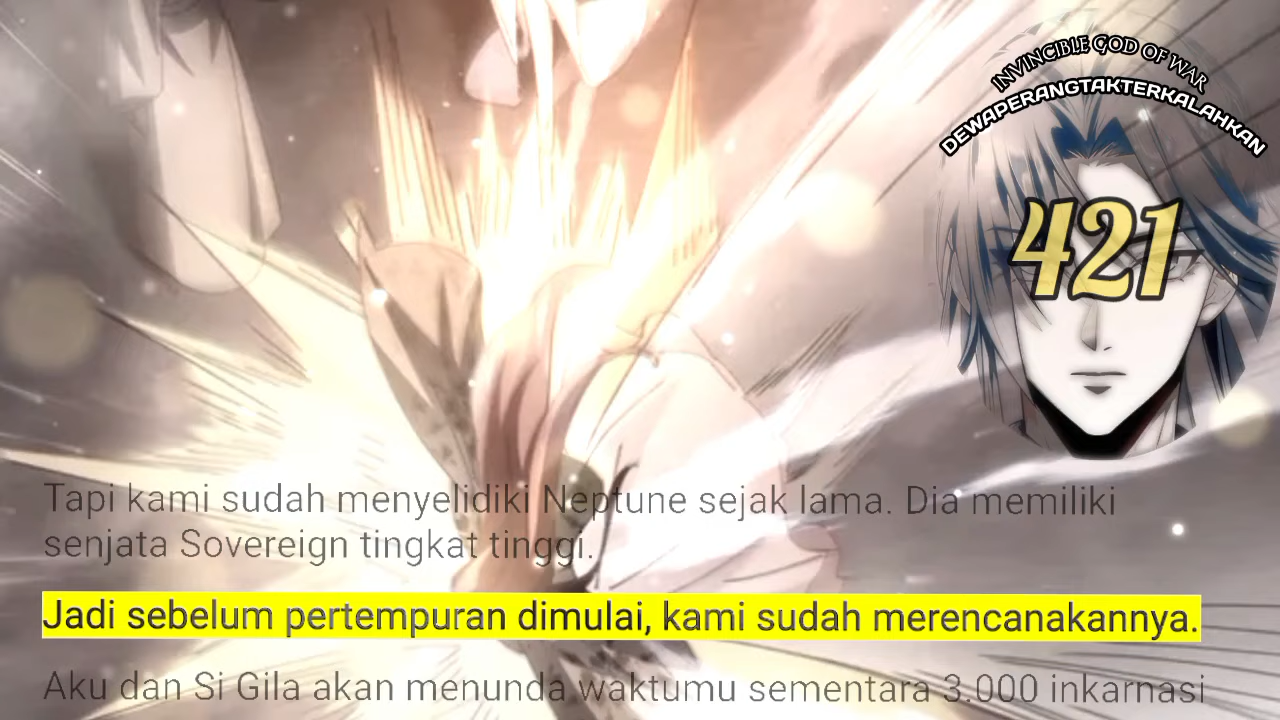 INVINCIBLE GOD OF WAR
DEWAPERANGTAKTERKALAHKAN
421
Tapi kami sudah menyelidiki Neptune sejak lama. Dia memiliki
senjata Sovereign tingkat tinggi.
Jadi sebelum pertempuran dimulai, kami sudah merencanakannya.
Aku dan Si Gila akan menunda waktumu sementara 3.000 inkarnasi